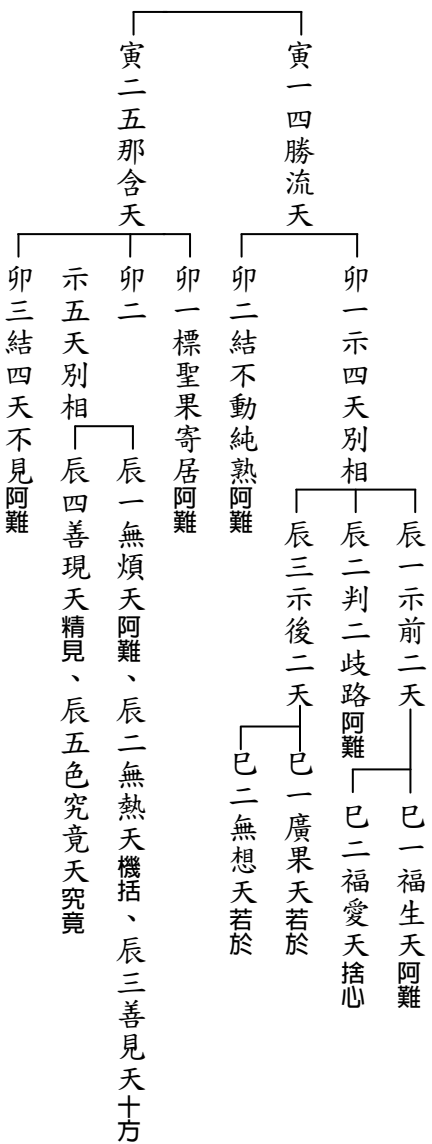 寅一四勝流天
卯一示四天別相
辰一示前二天
巳一福生天阿難
巳二福愛天捨心
辰二判二歧路阿難
辰三示後二天
巳一廣果天若於
巳二無想天若於
卯二結不動純熟阿難
寅二五那含天
卯一標聖果寄居阿難
卯二
示五天別相
辰一無煩天阿難、辰二無熱天機括、辰三善見天十方
辰四善現天精見、辰五色究竟天究竟
卯三結四天不見阿難